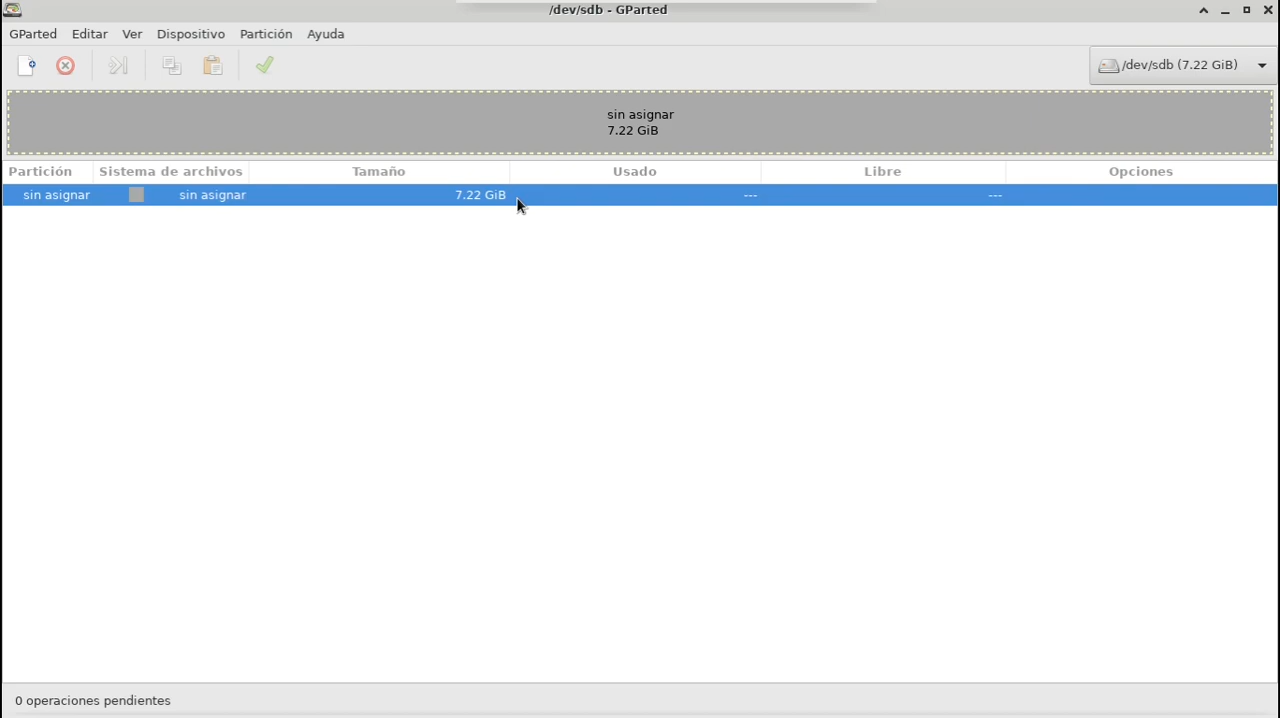 /dev/sdb - GParted
GParted Editar Ver Dispositivo Partición Ayuda
/dev/sdb (7.22 GiB)
sin asignar
7.22 GiB
Partición Sistema de archivos Tamaño Usado Libre Opciones
sin asignar sin asignar 7.22 GiB --- ---
0 operaciones pendientes